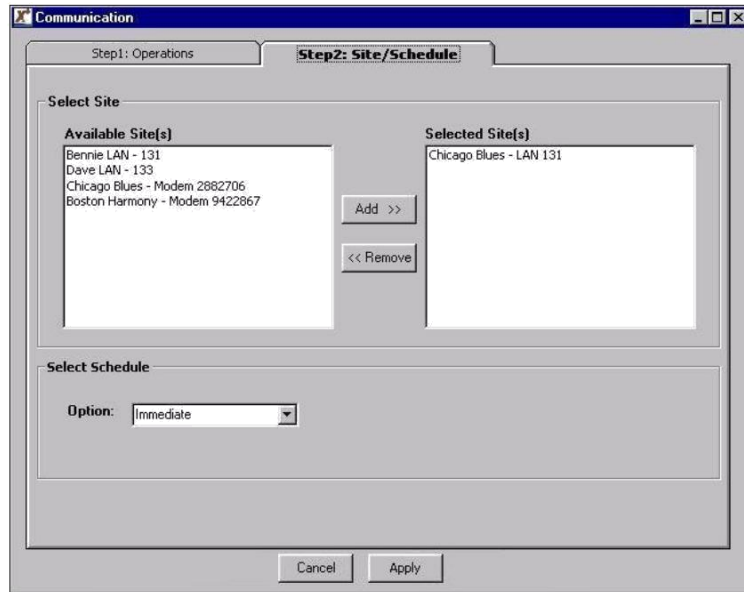 Communication
Step1: Operations
Step2: Site/Schedule
Select Site
Available Site(s)
Bennie LAN - 131
Dave LAN - 133
Chicago Blues - Modem 2882706
Boston Harmony - Modem 9422867
Add >>
<< Remove
Selected Site(s)
Chicago Blues - LAN 131
Select Schedule
Option: Immediate
Cancel Apply